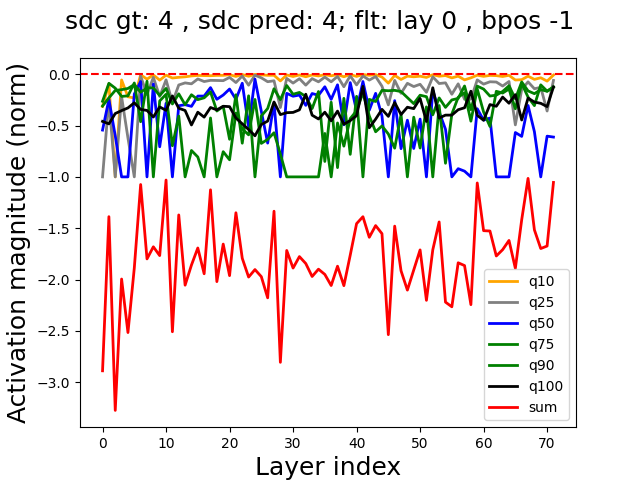 sdc gt: 4 , sdc pred: 4; flt: lay 0 , bpos -1
Activation magnitude (norm)
0.0
−0.5
−1.0
−1.5
−2.0
−2.5
−3.0
q10
q25
q50
q75
q90
q100
sum
0 10 20 30 40 50 60 70
Layer index